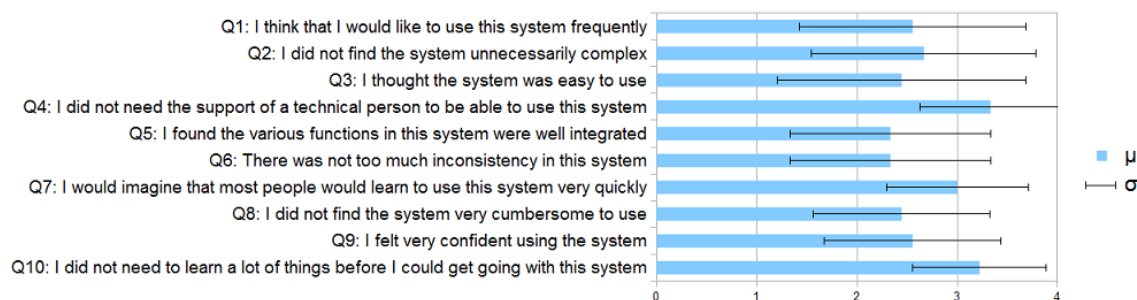 Q1: I think that I would like to use this system frequently
Q2: I did not find the system unnecessarily complex
Q3: I thought the system was easy to use
Q4: I did not need the support of a technical person to be able to use this system
Q5: I found the various functions in this system were well integrated
Q6: There was not too much inconsistency in this system
Q7: I would imagine that most people would learn to use this system very quickly
Q8: I did not find the system very cumbersome to use
Q9: I felt very confident using the system
Q10: I did not need to learn a lot of things before I could get going with this system
0 1 2 3 4
μ
σ